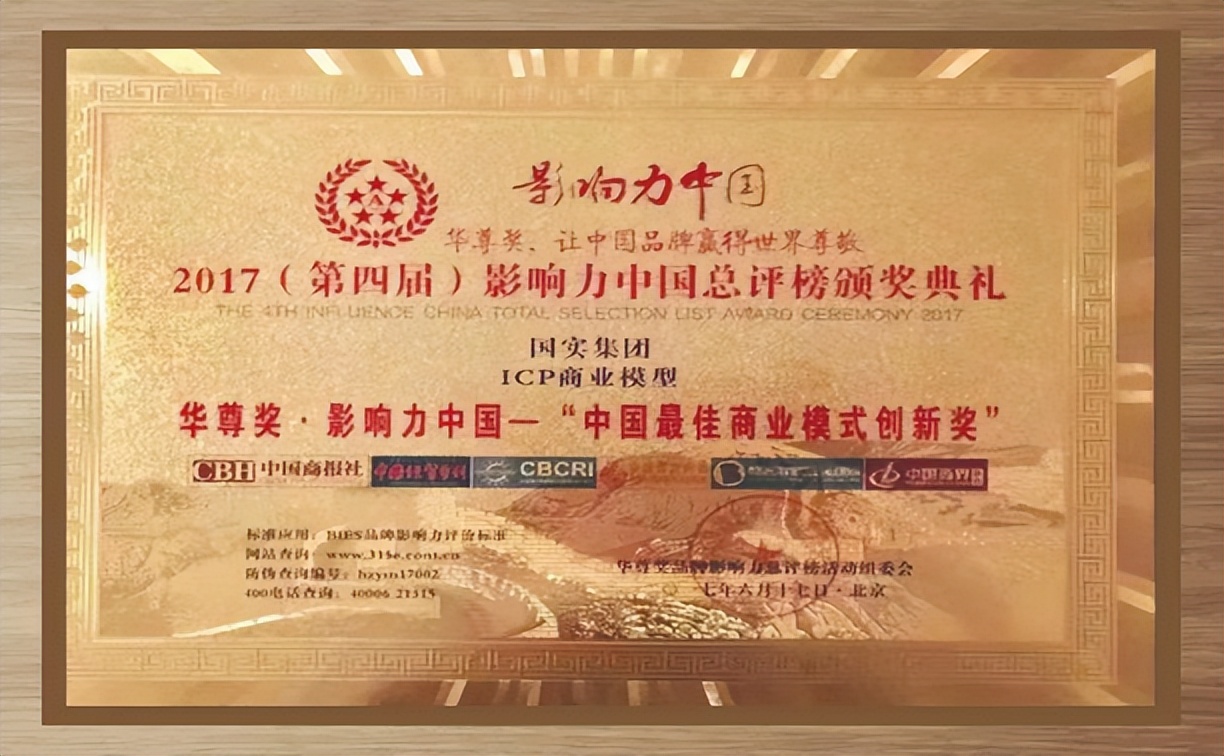 影响力中国
华尊奖、让中国品牌赢得世界尊敬
2017（第四届）影响力中国总评榜颁奖典礼
THE 4TH INFLUENCE CHINA TOTAL SELECTION LIST AWARD CEREMONY 2017
国实集团
ICP商业模型
华尊奖·影响力中国—“中国最佳商业模式创新奖”
CBH 中国商报社 CBCRI 中国商界
标准应用：BIES品牌影响力评价标准
网站查询：www.315e.com.cn
防伪查询编号：hzyxn17002
400电话查询：40006 21315
华尊奖品牌影响力总评榜活动组委会
七年六月十七日·北京